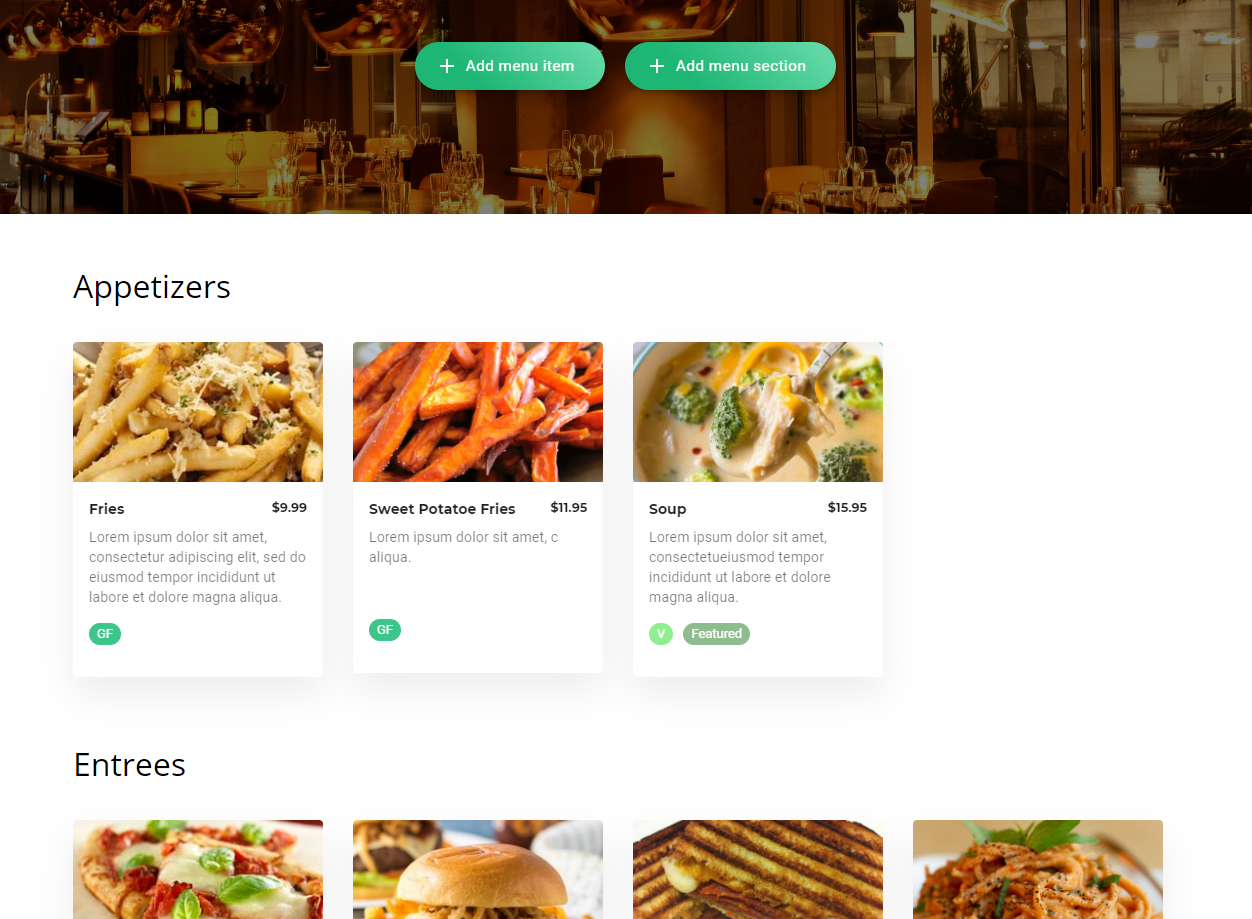 Add menu item
Add menu section
Appetizers
Fries $9.99
Lorem ipsum dolor sit amet,
consectetur adipiscing elit, sed do
eiusmod tempor incididunt ut
labore et dolore magna aliqua.
GF
Sweet Potatoe Fries $11.95
Lorem ipsum dolor sit amet, c
aliqua.
GF
Soup $15.95
Lorem ipsum dolor sit amet,
consectetueiusmod tempor
incididunt ut labore et dolore
magna aliqua.
V Featured
Entrees